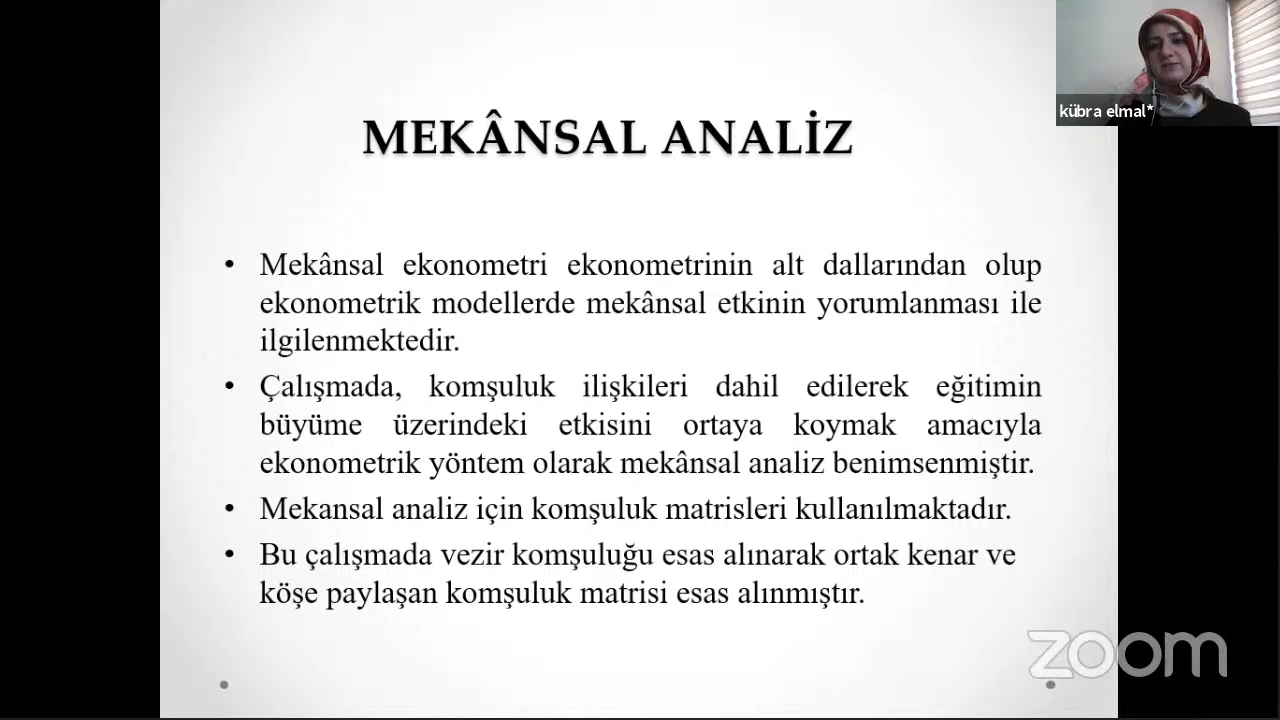 kübra elmal*
MEKÂNSAL ANALİZ
• Mekânsal ekonometri ekonometrinin alt dallarından olup
ekonometrik modellerde mekânsal etkinin yorumlanması ile
ilgilenmektedir.
• Çalışmada, komşuluk ilişkileri dahil edilerek eğitimin
büyüme üzerindeki etkisini ortaya koymak amacıyla
ekonometrik yöntem olarak mekânsal analiz benimsenmiştir.
• Mekansal analiz için komşuluk matrisleri kullanılmaktadır.
• Bu çalışmada vezir komşuluğu esas alınarak ortak kenar ve
köşe paylaşan komşuluk matrisi esas alınmıştır.
zoom